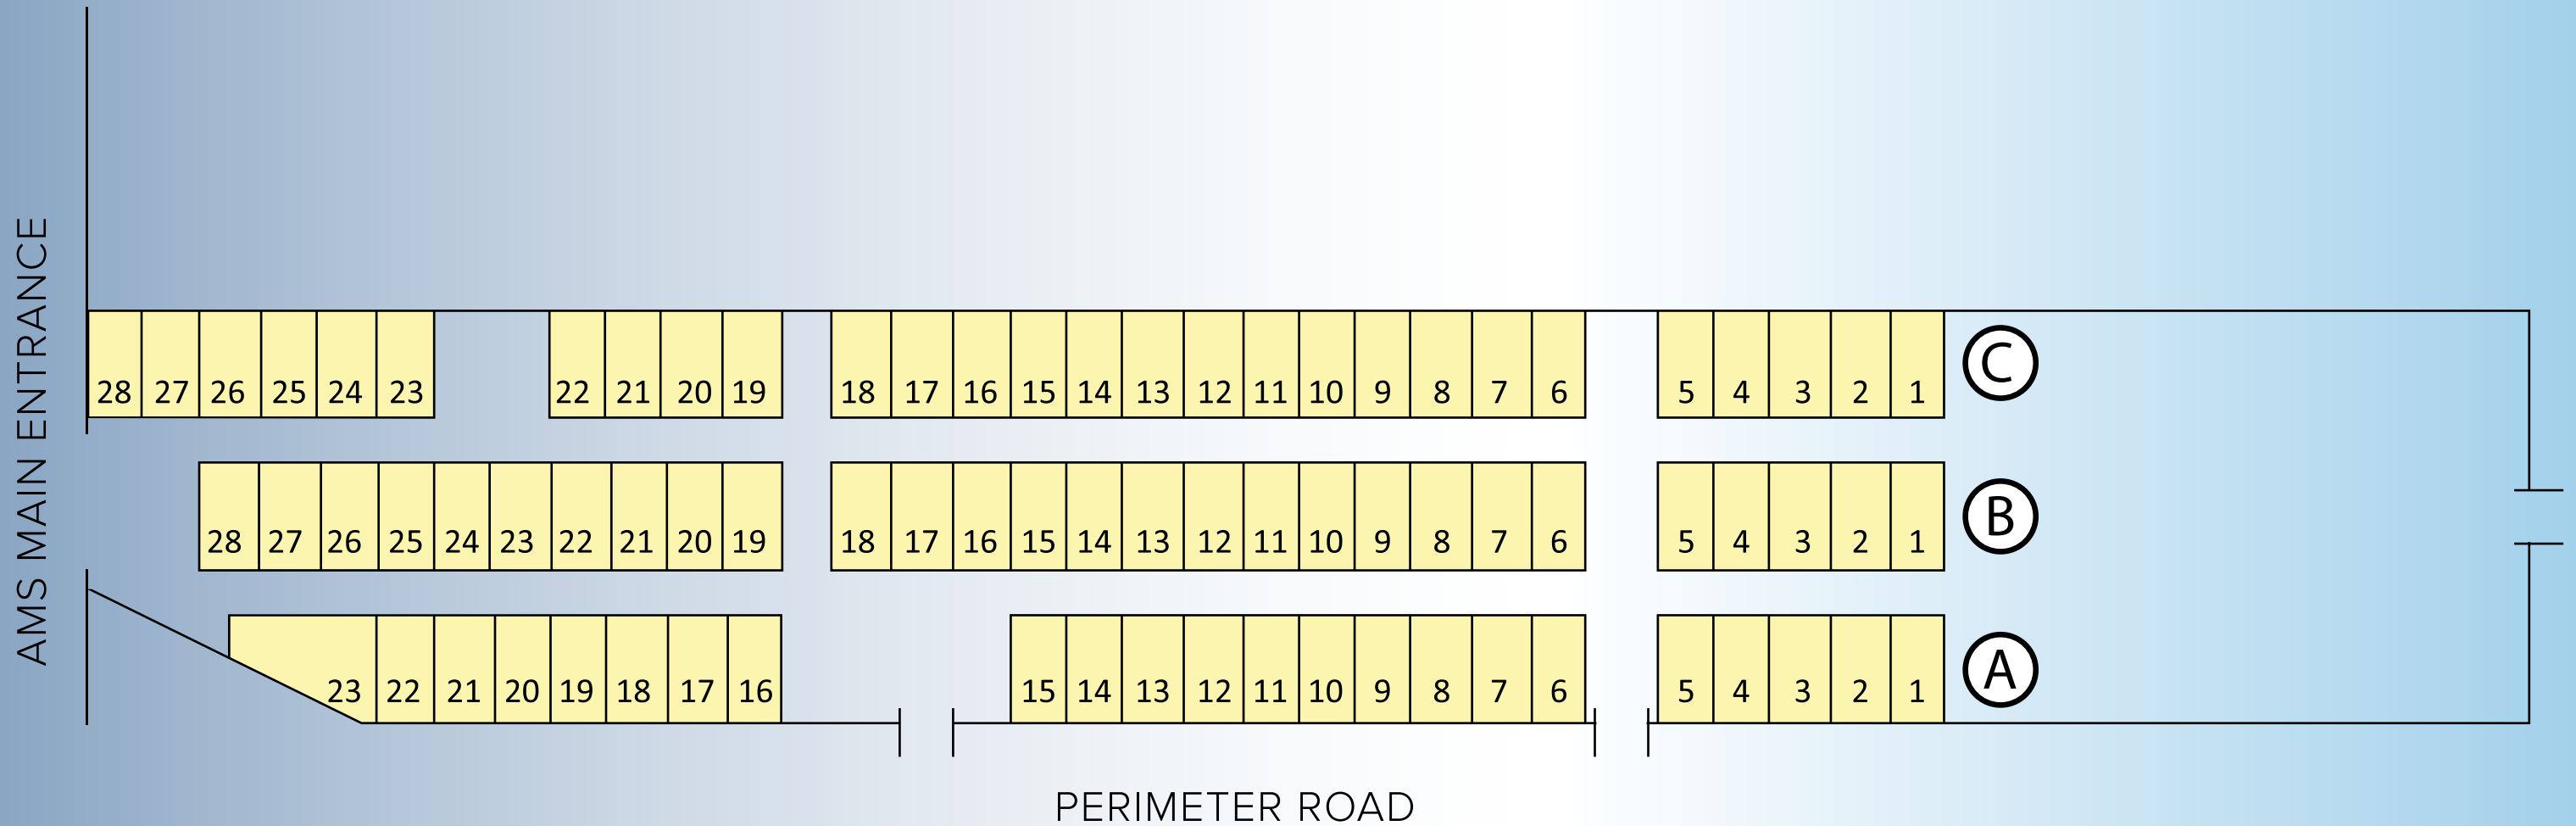 AMS MAIN ENTRANCE
28 27 26 25 24 23 22 21 20 19 18 17 16 15 14 13 12 11 10 9 8 7 6 5 4 3 2 1 C
28 27 26 25 24 23 22 21 20 19 18 17 16 15 14 13 12 11 10 9 8 7 6 5 4 3 2 1 B
23 22 21 20 19 18 17 16 15 14 13 12 11 10 9 8 7 6 5 4 3 2 1 A
PERIMETER ROAD